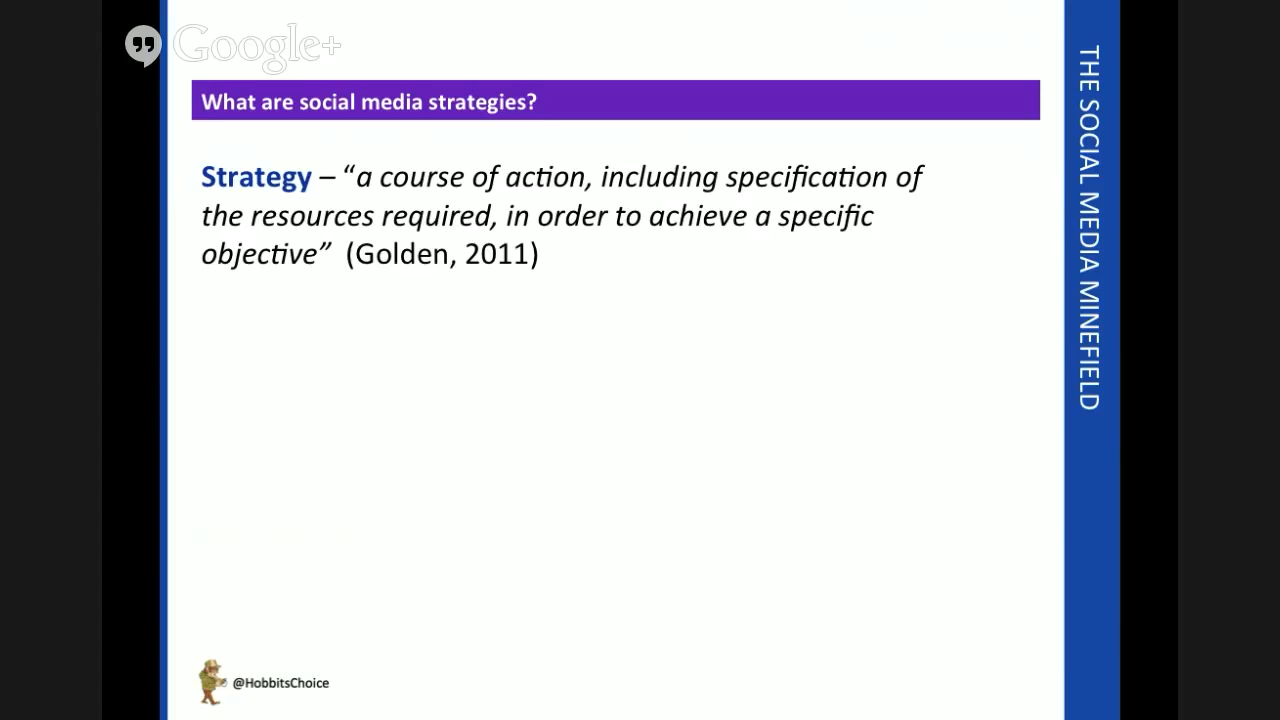 Google+
What are social media strategies?
Strategy – “a course of action, including specification of
the resources required, in order to achieve a specific
objective” (Golden, 2011)
THE SOCIAL MEDIA MINEFIELD
@HobbitsChoice